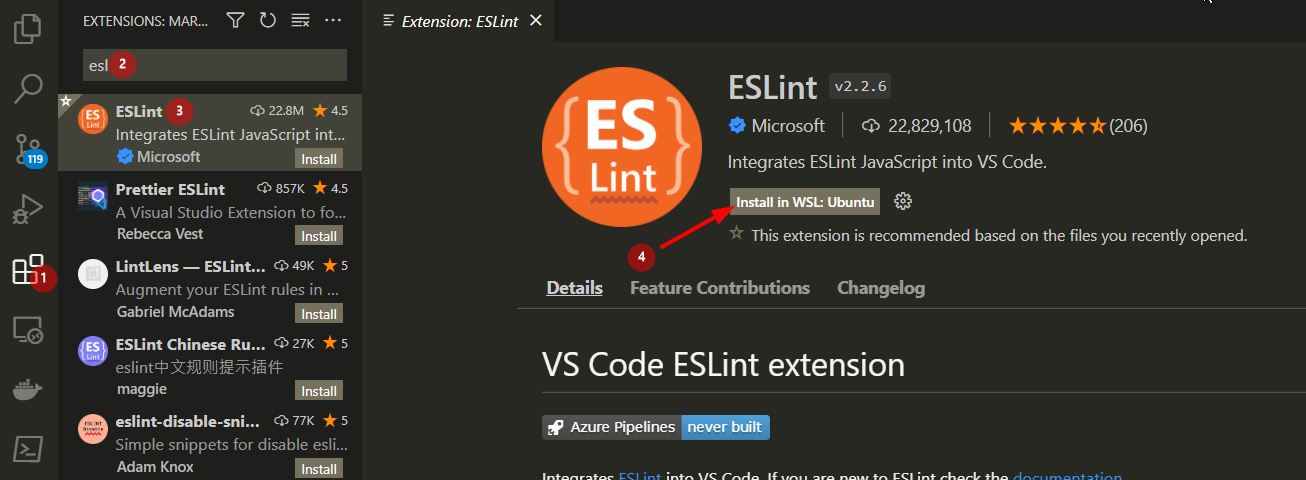 EXTENSIONS: MAR...
esl
2
ESLint
3
22.8M
4.5
Integrates ESLint JavaScript int...
Microsoft
Install
Prettier ESLint
857K
4.5
A Visual Studio Extension to fo...
Rebecca Vest
Install
LintLens — ESLint...
49K
5
Augment your ESLint rules in ...
Gabriel McAdams
Install
ESLint Chinese Ru...
27K
5
eslint中文规则提示插件
maggie
Install
eslint-disable-sni...
77K
5
Simple snippets for disable esli...
Adam Knox
Install
119
1
Extension: ESLint
ES
Lint
ESLint
v2.2.6
Microsoft
22,829,108
(206)
Integrates ESLint JavaScript into VS Code.
Install in WSL: Ubuntu
4
This extension is recommended based on the files you recently opened.
Details
Feature Contributions
Changelog
VS Code ESLint extension
Azure Pipelines
never built
Integrates ESLint into VS Code. If you are new to ESLint check the documentation.